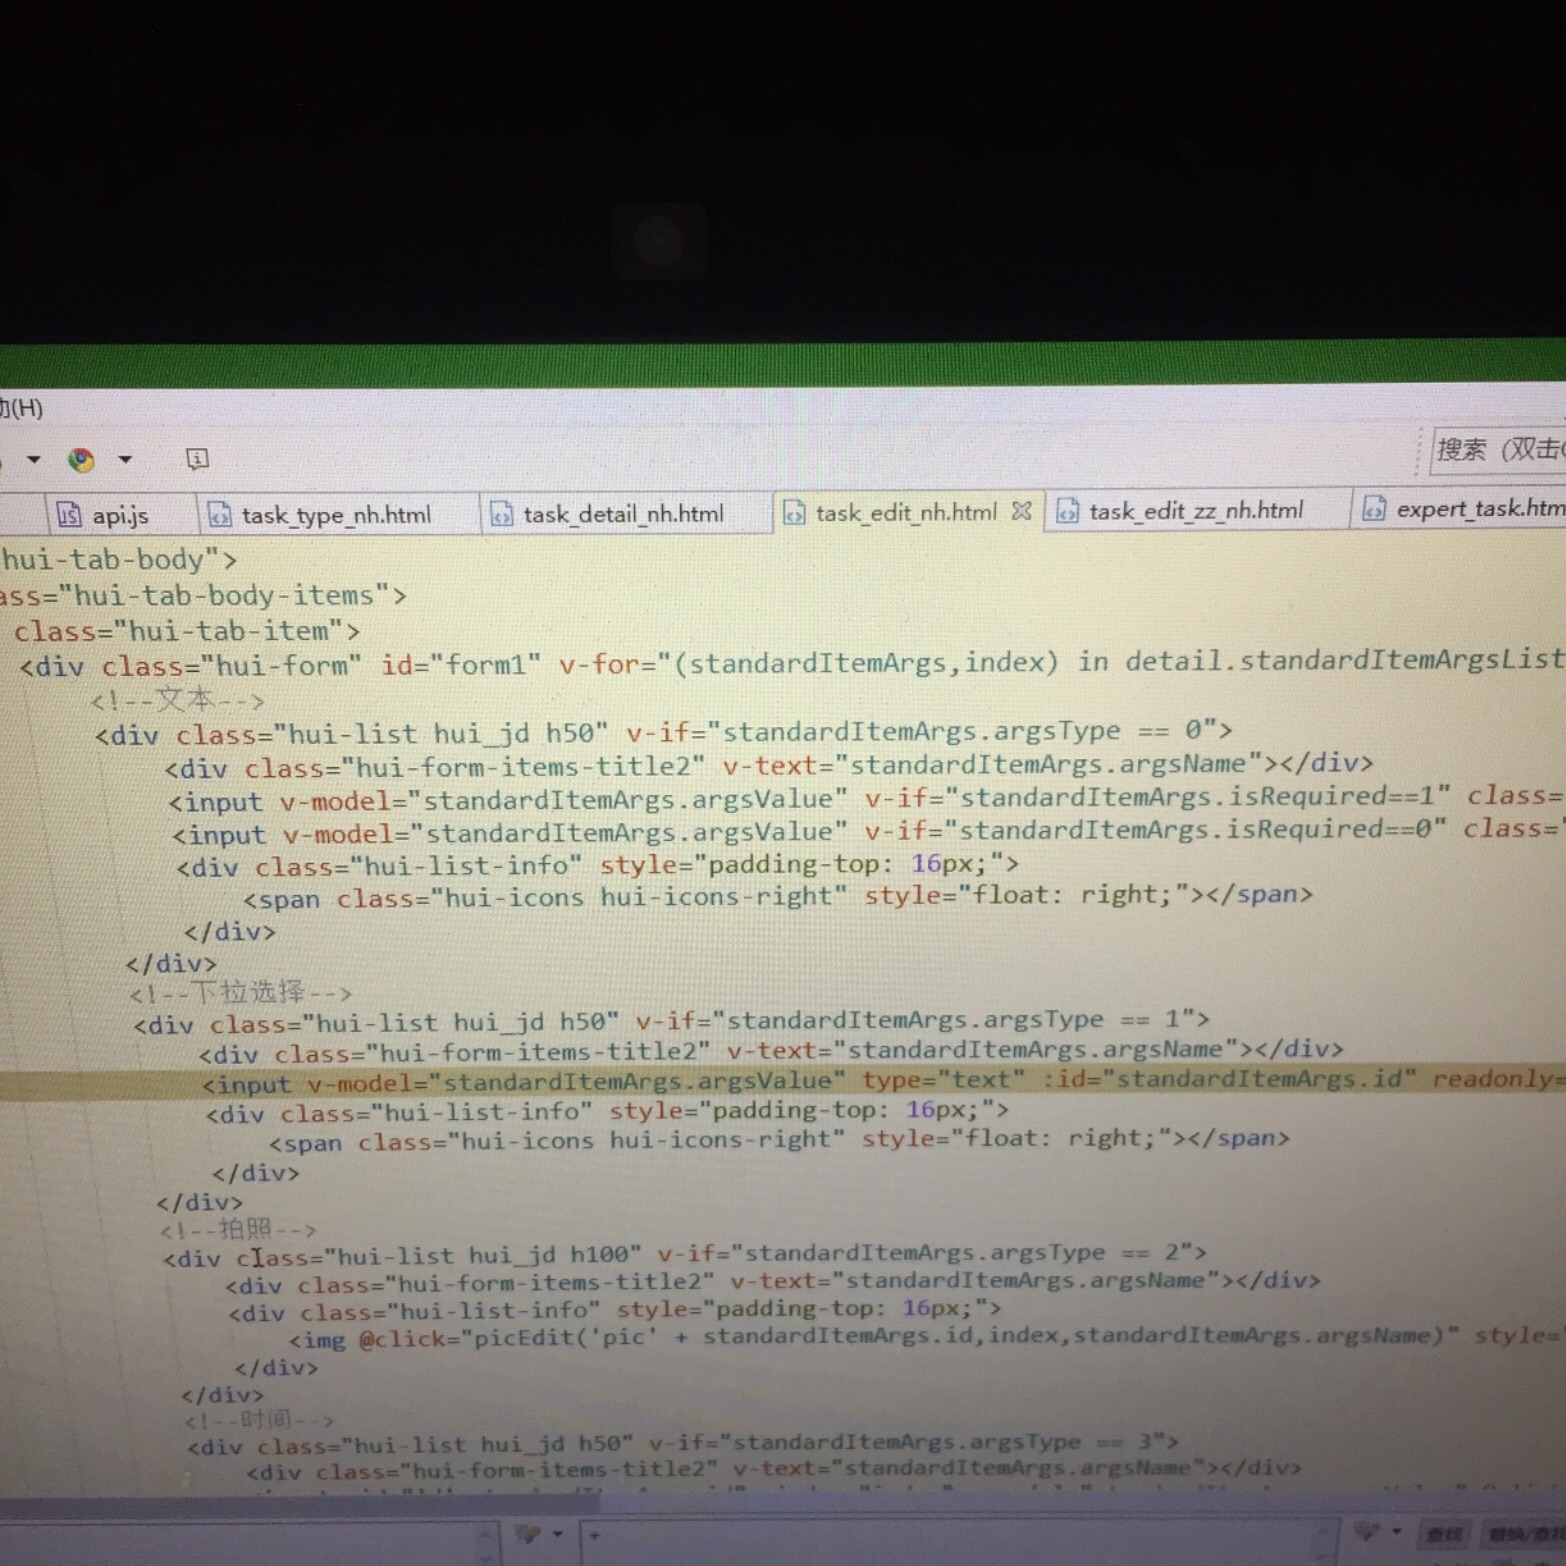 (H)
搜索 (双击
api.js task_type_nh.html task_detail_nh.html task_edit_nh.html task_edit_zz_nh.html expert_task.htm
hui-tab-body">
ass="hui-tab-body-items">
class="hui-tab-item">
<div class="hui-form" id="form1" v-for="(standardItemArgs,index) in detail.standardItemArgsList
<!--文本-->
<div class="hui-list hui_jd h50" v-if="standardItemArgs.argsType == 0">
<div class="hui-form-items-title2" v-text="standardItemArgs.argsName"></div>
<input v-model="standardItemArgs.argsValue" v-if="standardItemArgs.isRequired==1" class=
<input v-model="standardItemArgs.argsValue" v-if="standardItemArgs.isRequired==0" class="
<div class="hui-list-info" style="padding-top: 16px;">
<span class="hui-icons hui-icons-right" style="float: right;"></span>
</div>
</div>
<!--下拉选择-->
<div class="hui-list hui_jd h50" v-if="standardItemArgs.argsType == 1">
<div class="hui-form-items-title2" v-text="standardItemArgs.argsName"></div>
<input v-model="standardItemArgs.argsValue" type="text" :id="standardItemArgs.id" readonly=
<div class="hui-list-info" style="padding-top: 16px;">
<span class="hui-icons hui-icons-right" style="float: right;"></span>
</div>
</div>
<!--拍照-->
<div class="hui-list hui_jd h100" v-if="standardItemArgs.argsType == 2">
<div class="hui-form-items-title2" v-text="standardItemArgs.argsName"></div>
<div class="hui-list-info" style="padding-top: 16px;">
<img @click="picEdit('pic' + standardItemArgs.id,index,standardItemArgs.argsName)" style="
</div>
</div>
<!--时间-->
<div class="hui-list hui_jd h50" v-if="standardItemArgs.argsType == 3">
<div class="hui-form-items-title2" v-text="standardItemArgs.argsName"></div>
+ 查找 替换/查找